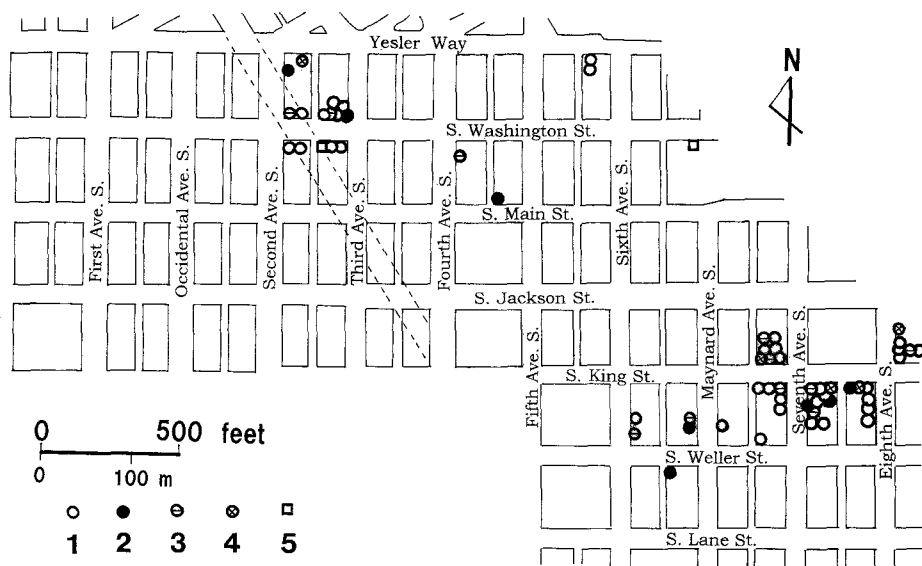 Yesler Way
N
S. Washington St.
S. Main St.
First Ave. S.
Occidental Ave. S.
Second Ave. S.
Third Ave. S.
Fourth Ave. S.
Sixth Ave. S.
S. Jackson St.
Fifth Ave. S.
Maynard Ave. S.
Seventh Ave. S.
Eighth Ave. S.
S. King St.
S. Weller St.
S. Lane St.
0 500 feet
0 100 m
1 2 3 4 5